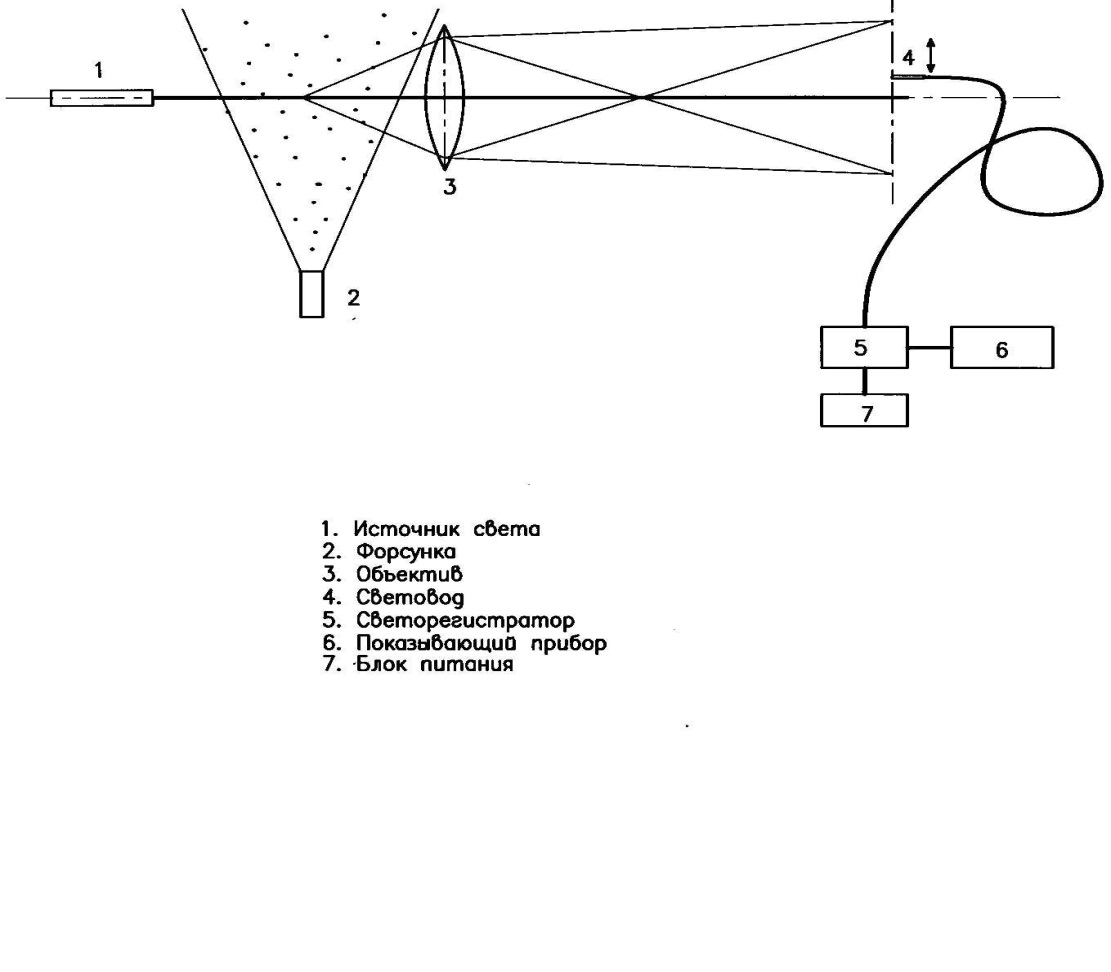 1
4
3
2
5
6
7
1. Источник света
2. Форсунка
3. Объектив
4. Световод
5. Светорегистратор
6. Показывающий прибор
7. Блок питания